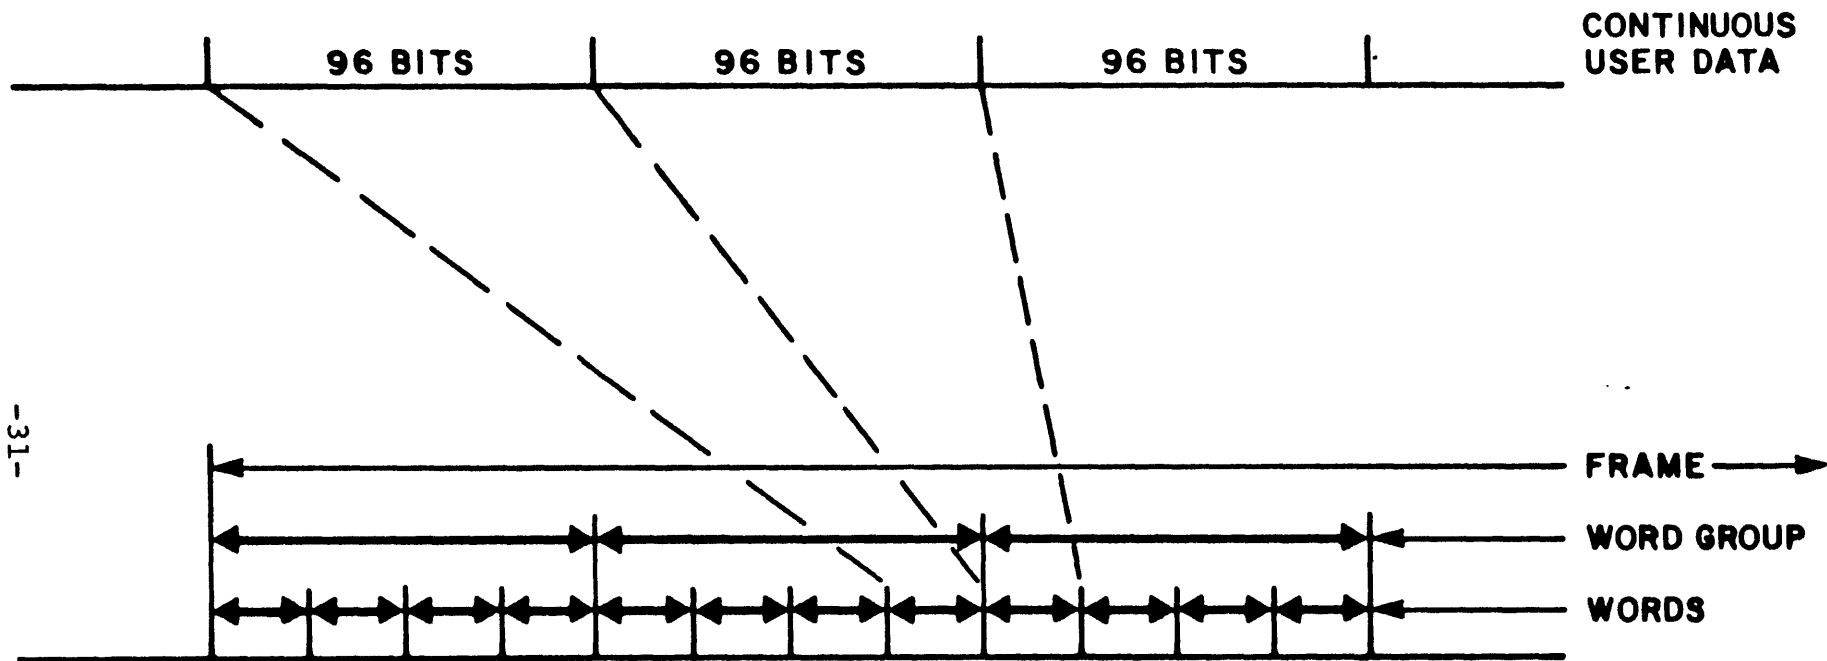 CONTINUOUS
USER DATA
96 BITS
96 BITS
96 BITS
FRAME
WORD GROUP
WORDS
-31-